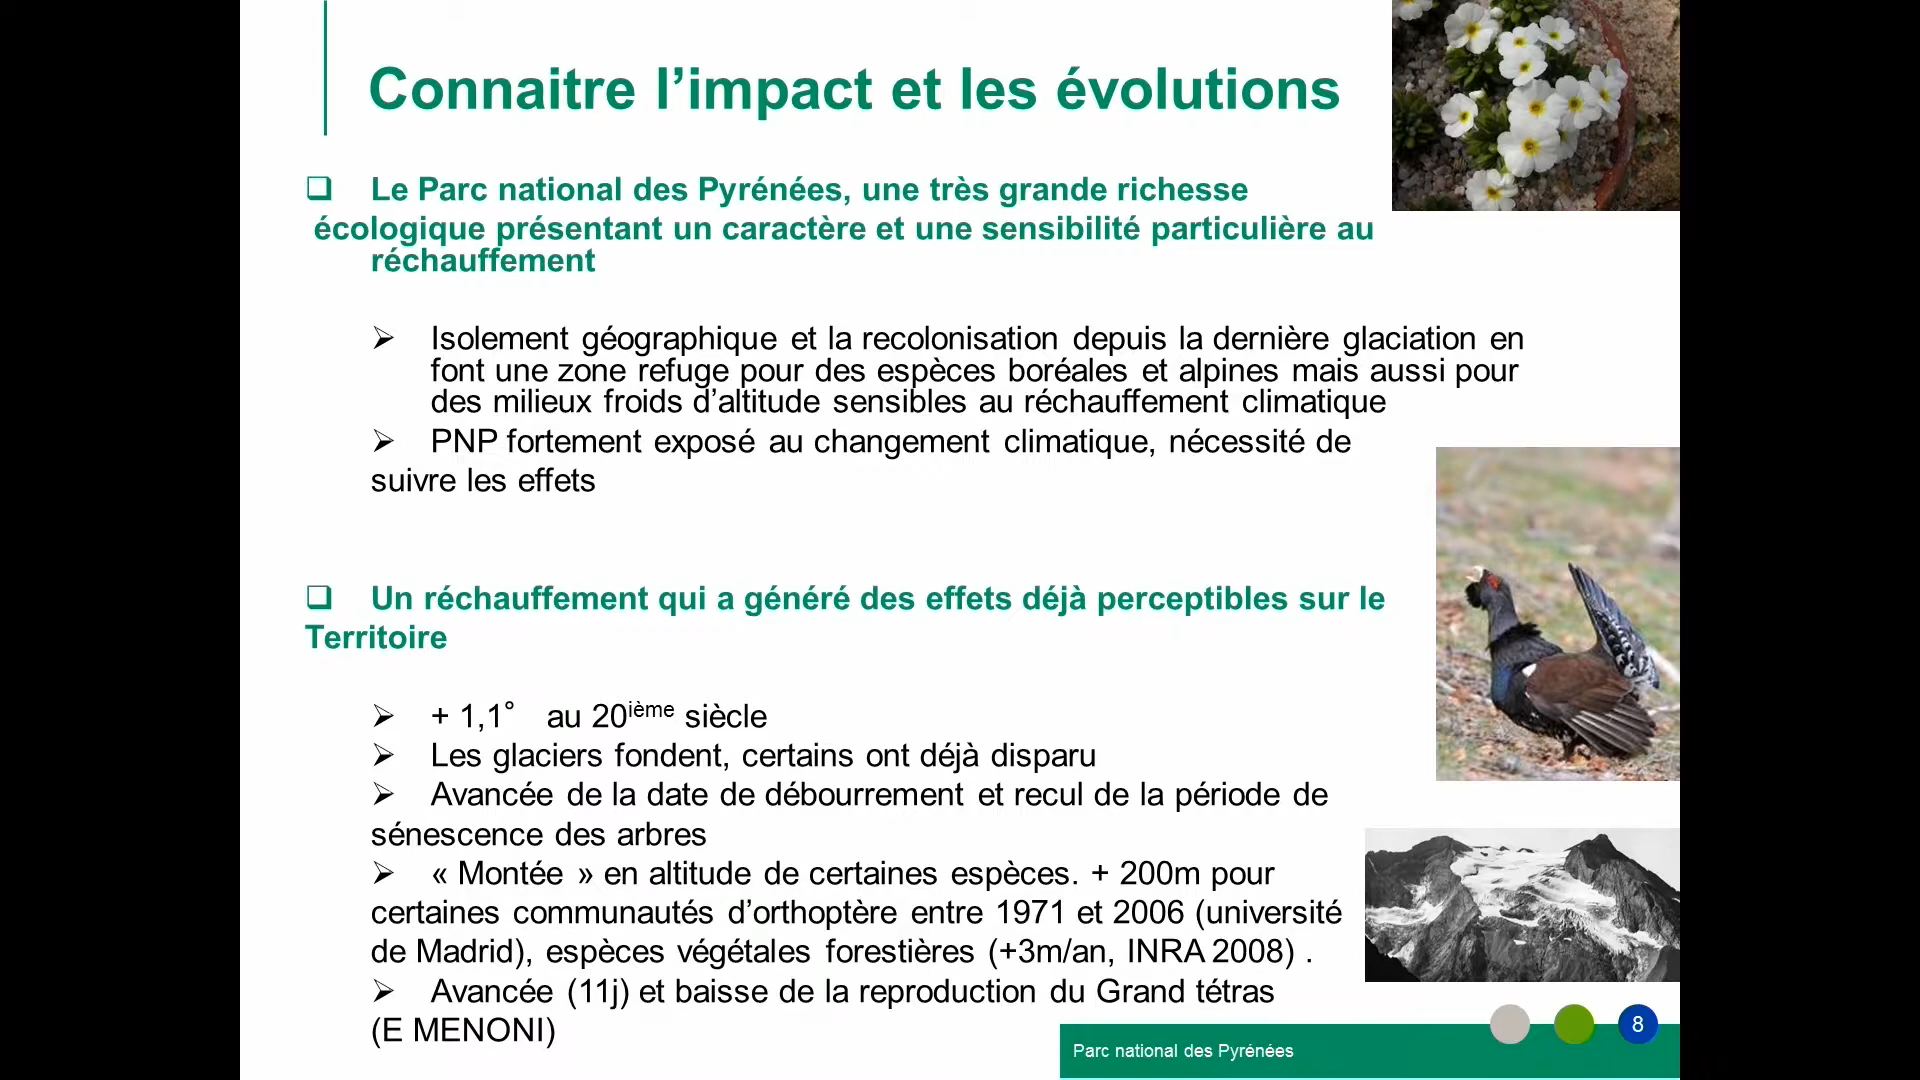 Connaitre l’impact et les évolutions
❑ Le Parc national des Pyrénées, une très grande richesse
écologique présentant un caractère et une sensibilité particulière au
réchauffement
➢ Isolement géographique et la recolonisation depuis la dernière glaciation en
font une zone refuge pour des espèces boréales et alpines mais aussi pour
des milieux froids d’altitude sensibles au réchauffement climatique
➢ PNP fortement exposé au changement climatique, nécessité de
suivre les effets
❑ Un réchauffement qui a généré des effets déjà perceptibles sur le
Territoire
➢ + 1,1° au 20ième siècle
➢ Les glaciers fondent, certains ont déjà disparu
➢ Avancée de la date de débourrement et recul de la période de
sénescence des arbres
➢ « Montée » en altitude de certaines espèces. + 200m pour
certaines communautés d’orthoptère entre 1971 et 2006 (université
de Madrid), espèces végétales forestières (+3m/an, INRA 2008) .
➢ Avancée (11j) et baisse de la reproduction du Grand tétras
(E MENONI)
8
Parc national des Pyrénées